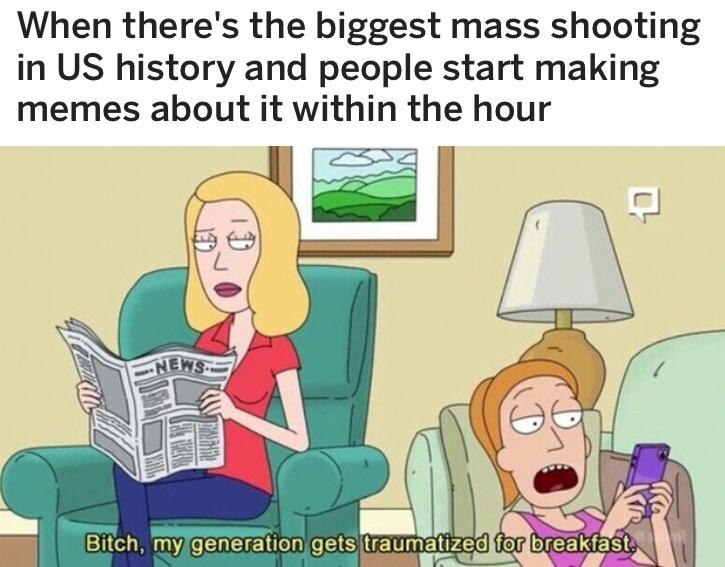 When there's the biggest mass shooting
in US history and people start making
memes about it within the hour
NEWS
Bitch, my generation gets traumatized for breakfast.